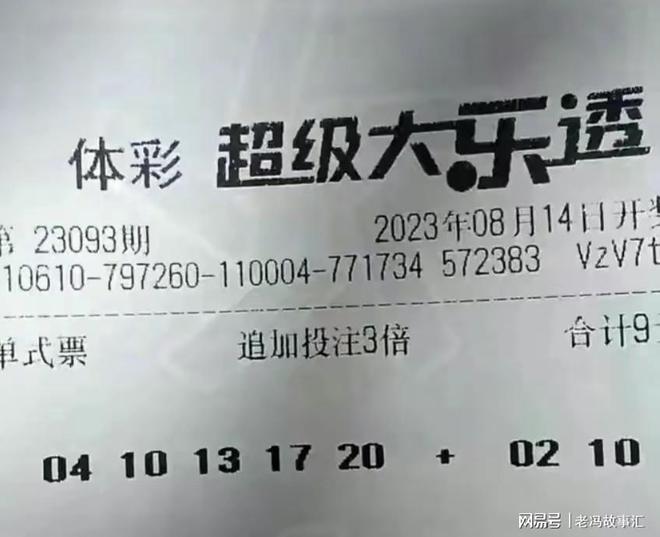 体彩 超级大乐透
第 23093期 2023年08月14日开奖
110610-797260-110004-771734 572383 VzV7t
单式票 追加投注3倍 合计9
04 10 13 17 20 + 02 10
网易号 | 老冯故事汇